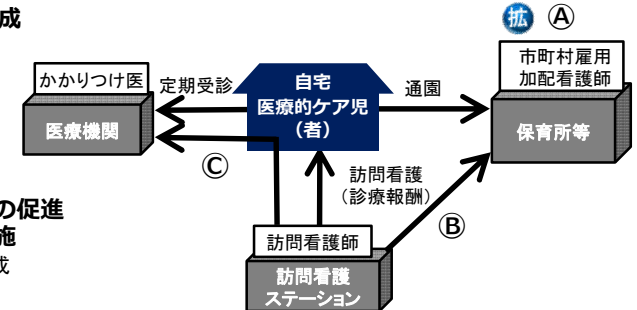 成
拡 Ⓐ
市町村雇用
加配看護師
保育所等
かかりつけ医
医療機関
定期受診
自宅
医療的ケア児
（者）
通園
Ⓒ
訪問看護
（診療報酬）
Ⓑ
の促進
施
成
訪問看護師
訪問看護
ステーション